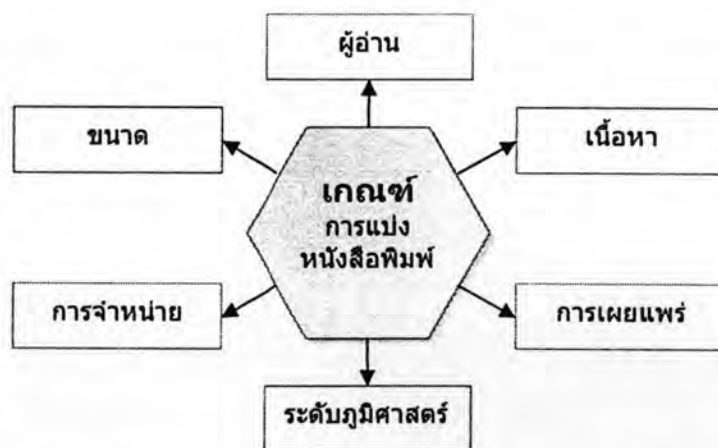 ผู้อ่าน
ขนาด
เนื้อหา
เกณฑ์
การแบ่ง
หนังสือพิมพ์
การจำหน่าย
การเผยแพร่
ระดับภูมิศาสตร์